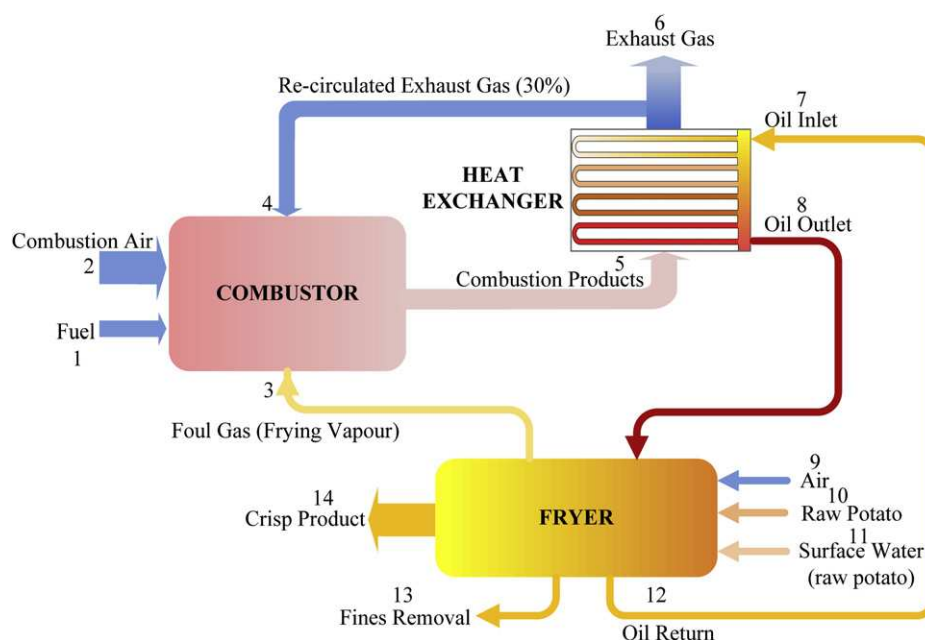 6
Exhaust Gas
Re-circulated Exhaust Gas (30%)
7
Oil Inlet
HEAT
EXCHANGER
4
8
Oil Outlet
Combustion Air
2
5
Combustion Products
COMBUSTOR
Fuel
1
3
Foul Gas (Frying Vapour)
9
Air
14
10
Crisp Product
FRYER
Raw Potato
11
Surface Water
(raw potato)
13
12
Fines Removal
Oil Return